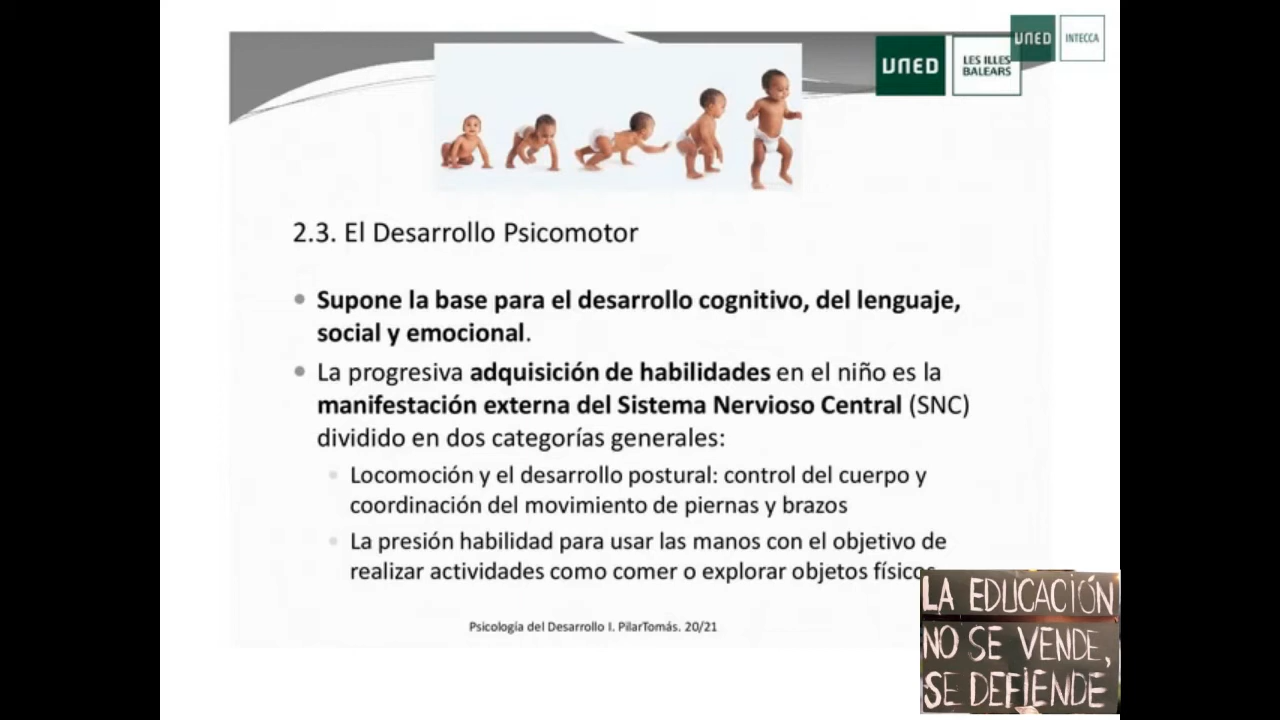 UNED
INTECCA
UNED
LES ILLES
BALEARS
2.3. El Desarrollo Psicomotor
Supone la base para el desarrollo cognitivo, del lenguaje,
social y emocional.
La progresiva adquisición de habilidades en el niño es la
manifestación externa del Sistema Nervioso Central (SNC)
dividido en dos categorías generales:
Locomoción y el desarrollo postural: control del cuerpo y
coordinación del movimiento de piernas y brazos
La presión habilidad para usar las manos con el objetivo de
realizar actividades como comer o explorar objetos físicos
Psicología del Desarrollo I. PilarTomás. 20/21
LA EDUCACIÓN
NO SE VENDE,
SE DEFIENDE